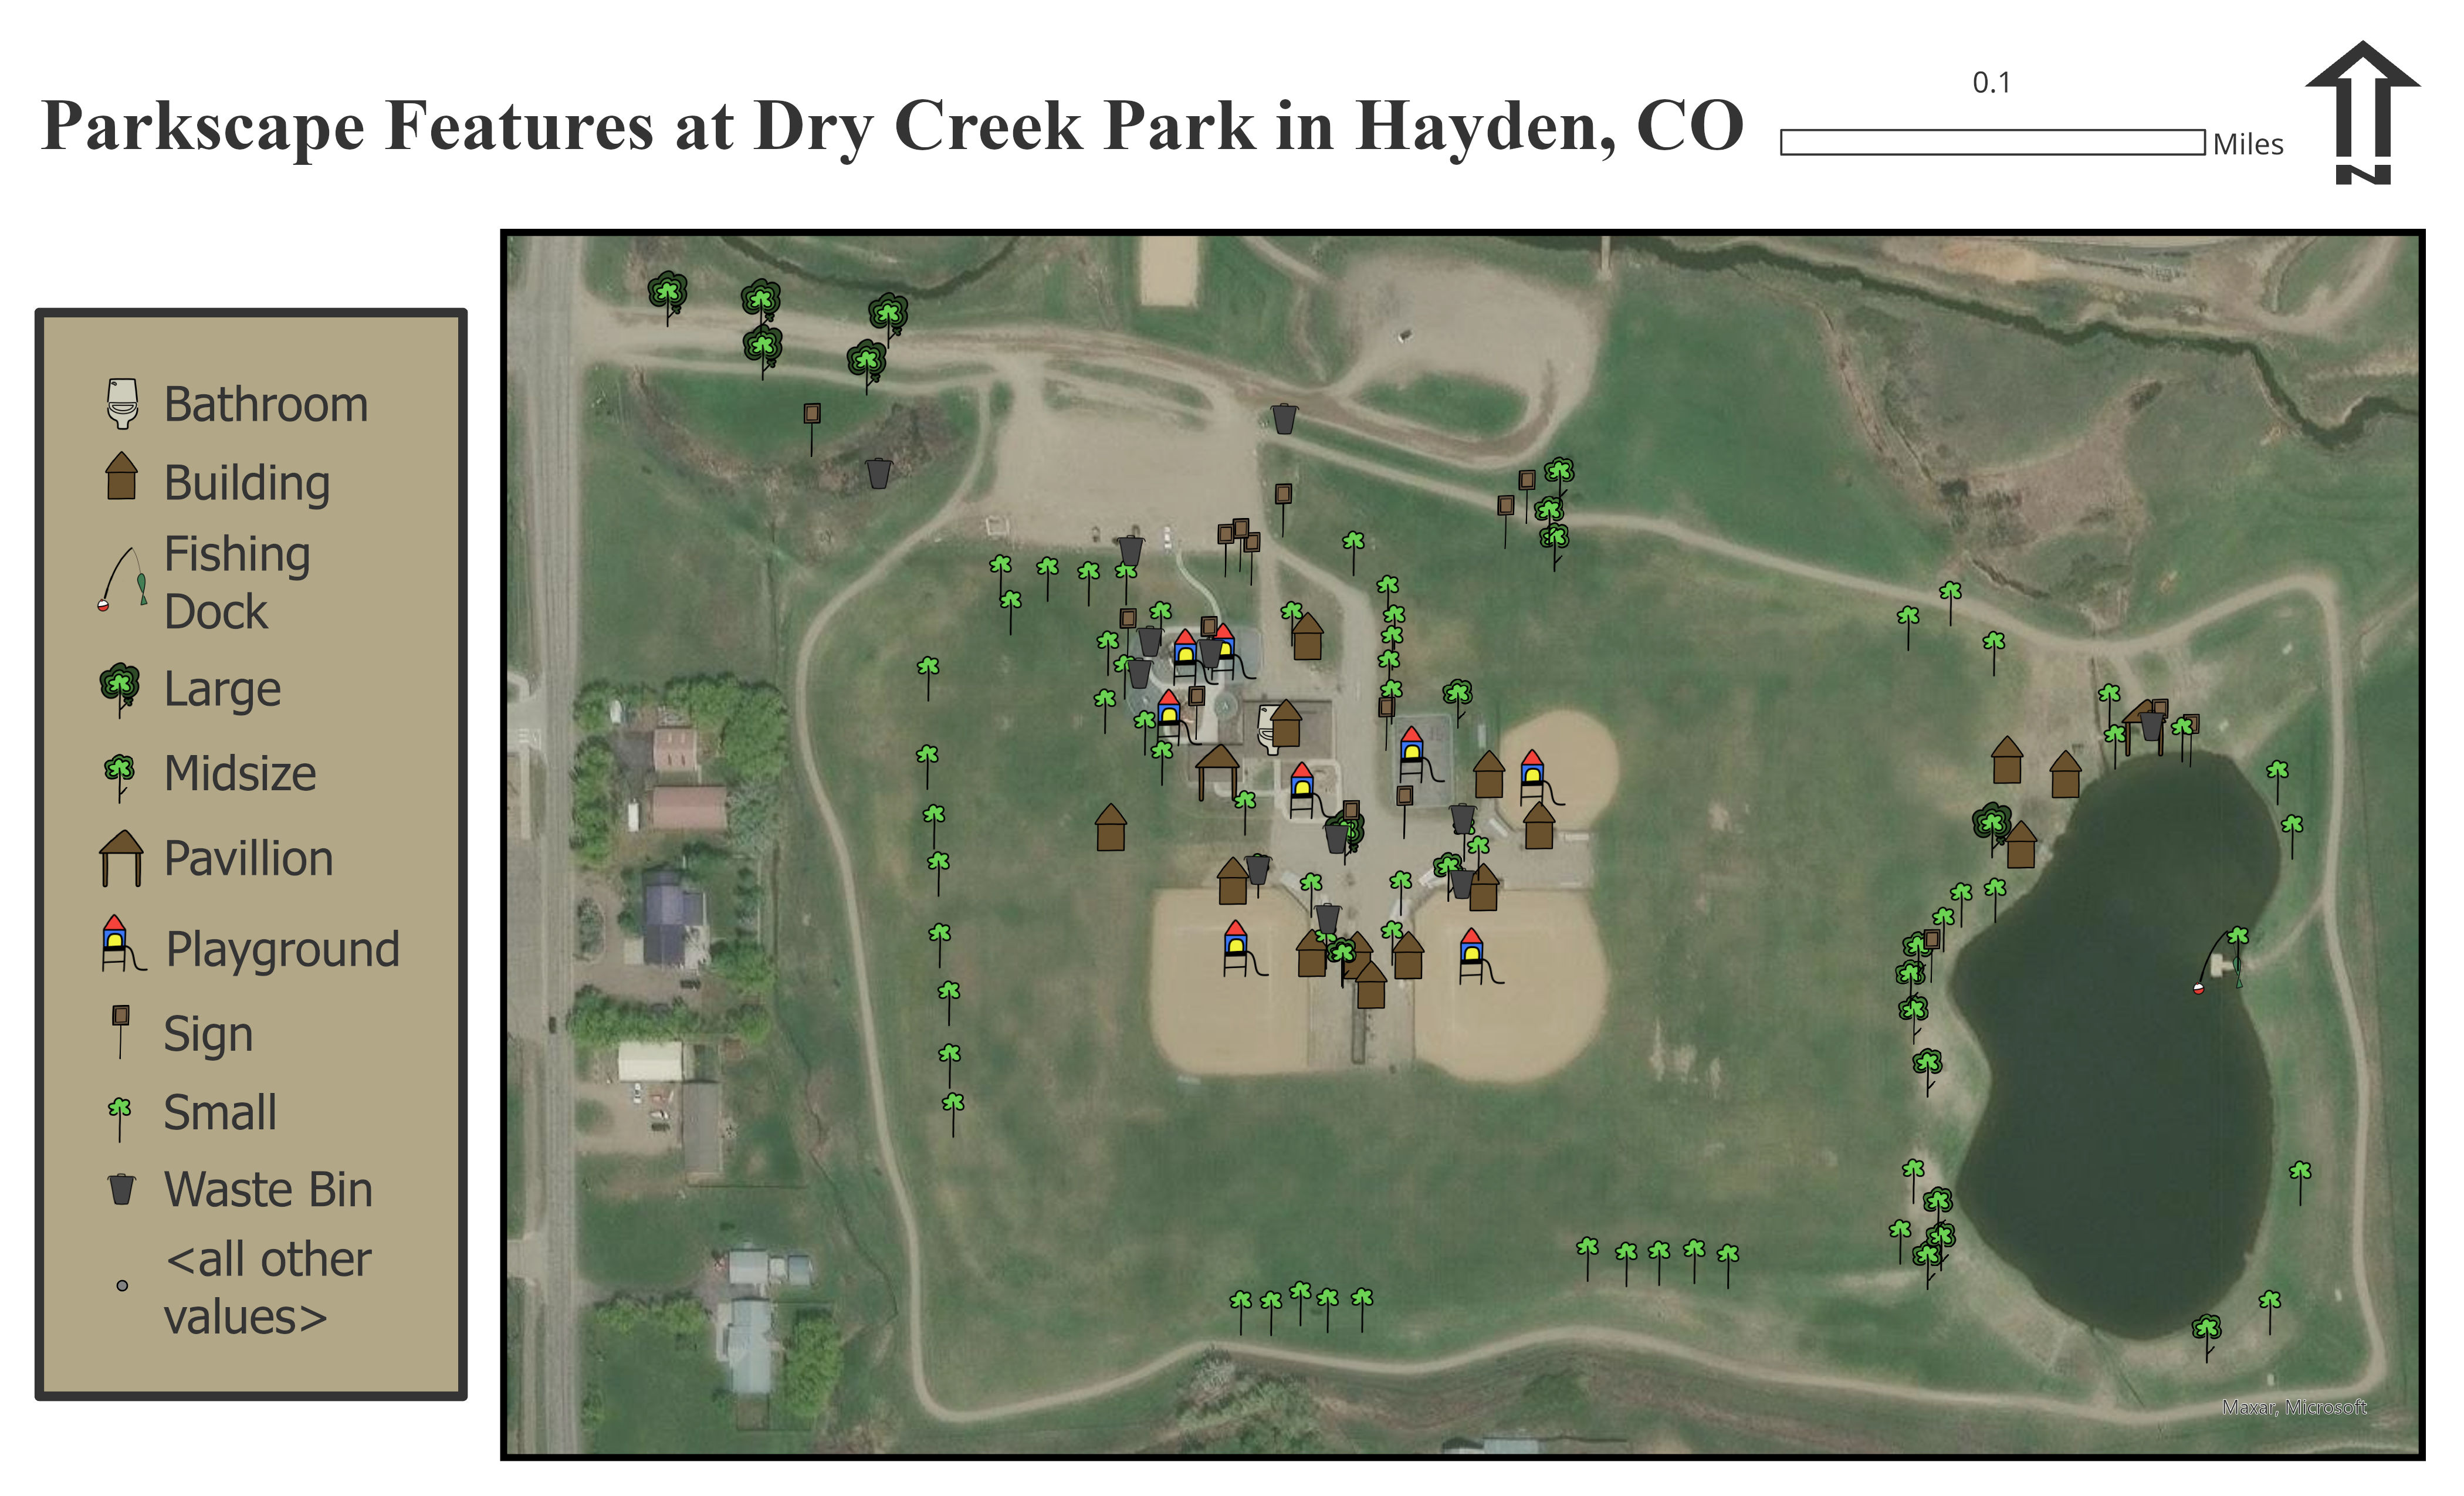 Parkscape Features at Dry Creek Park in Hayden, CO
0.1
Miles
N
Bathroom
Building
Fishing
Dock
Large
Midsize
Pavillion
Playground
Sign
Small
Waste Bin
<all other
values>
Maxar, Microsoft